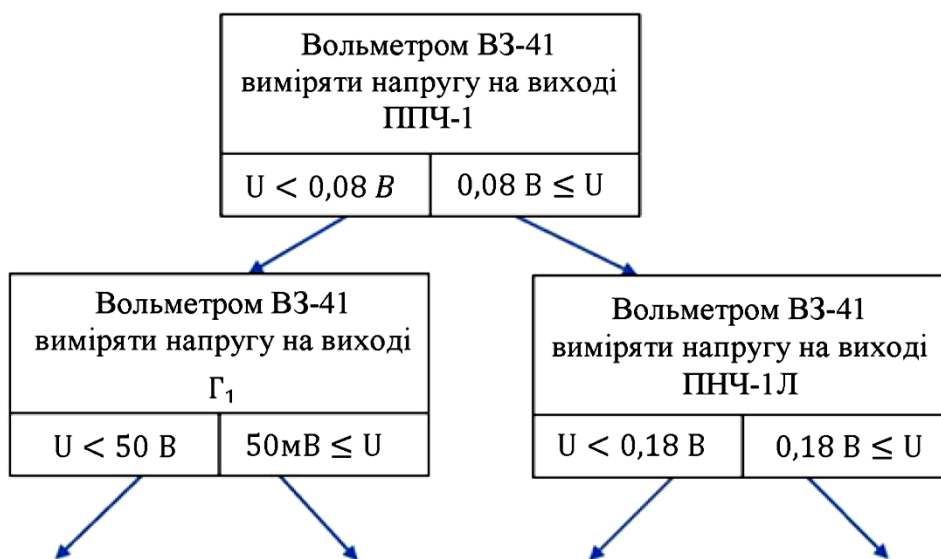 Вольметром ВЗ-41
виміряти напругу на виході
ППЧ-1
U < 0,08 В
0,08 В ≤ U
Вольметром ВЗ-41
виміряти напругу на виході
Г₁
U < 50 В
50мВ ≤ U
Вольметром ВЗ-41
виміряти напругу на виході
ПНЧ-1Л
U < 0,18 В
0,18 В ≤ U